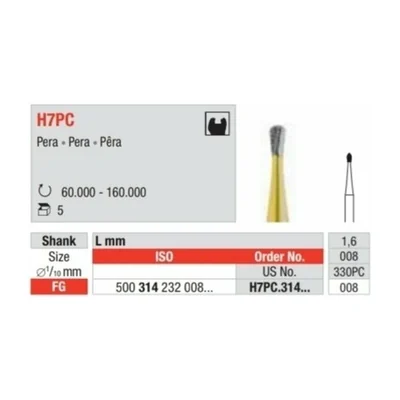 H7PC
Pera • Pera • Pêra
60.000 - 160.000
5
Shank L mm 1,6
Size ISO Order No. 008
⌀1/10 mm US No. 330PC
FG 500 314 232 008... H7PC.314... 008